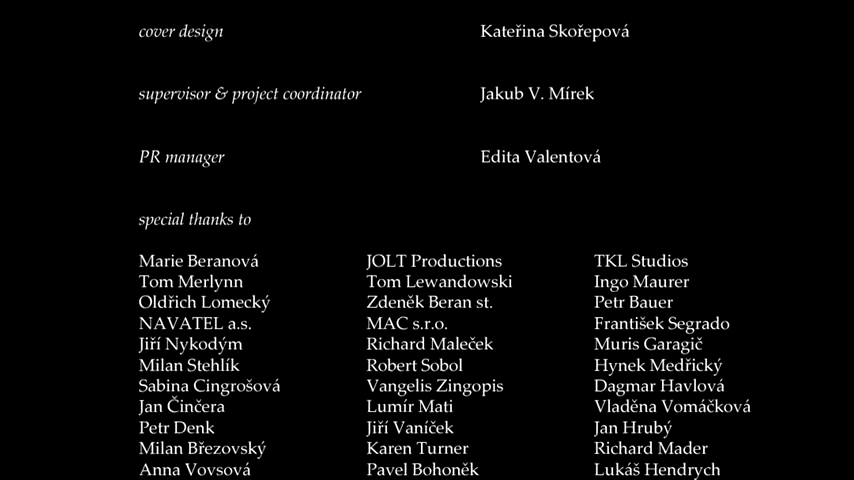 cover design Kateřina Skořepová
supervisor & project coordinator Jakub V. Mírek
PR manager Edita Valentová
special thanks to
Marie Beranová JOLT Productions TKL Studios
Tom Merlynn Tom Lewandowski Ingo Maurer
Oldřich Lomecký Zdeněk Beran st. Petr Bauer
NAVATEL a.s. MAC s.r.o. František Segrado
Jiří Nykodým Richard Maleček Muris Garagič
Milan Stehlík Robert Sobol Hynek Medřický
Sabina Cingrošová Vangelis Zingopis Dagmar Havlová
Jan Činčera Lumír Mati Vladěna Vomáčková
Petr Denk Jiří Vaníček Jan Hrubý
Milan Březovský Karen Turner Richard Mader
Anna Vovsová Pavel Bohoněk Lukáš Hendrych